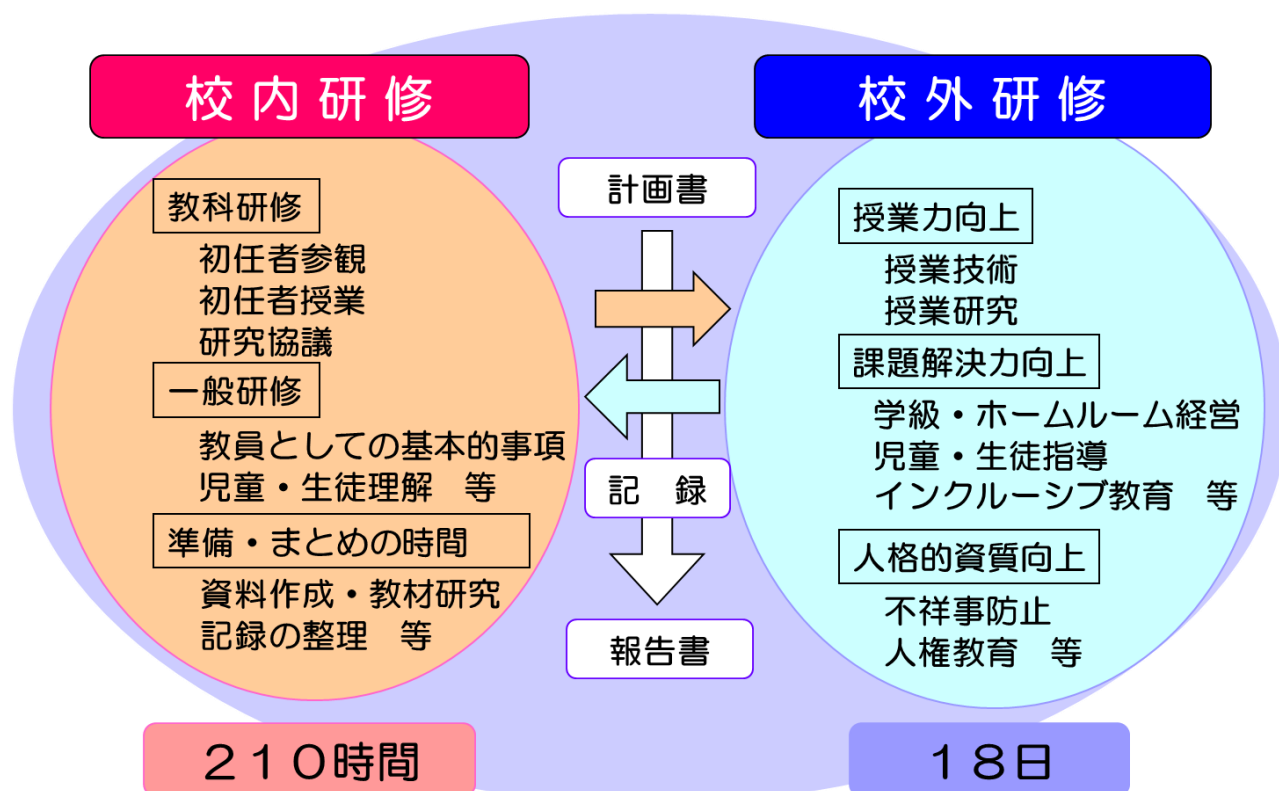 校内研修
教科研修
初任者参観
初任者授業
研究協議
一般研修
教員としての基本的事項
児童・生徒理解　等
準備・まとめの時間
資料作成・教材研究
記録の整理　等
２１０時間
計画書
記　録
報告書
校外研修
授業力向上
授業技術
授業研究
課題解決力向上
学級・ホームルーム経営
児童・生徒指導
インクルーシブ教育　等
人格的資質向上
不祥事防止
人権教育　等
１８日